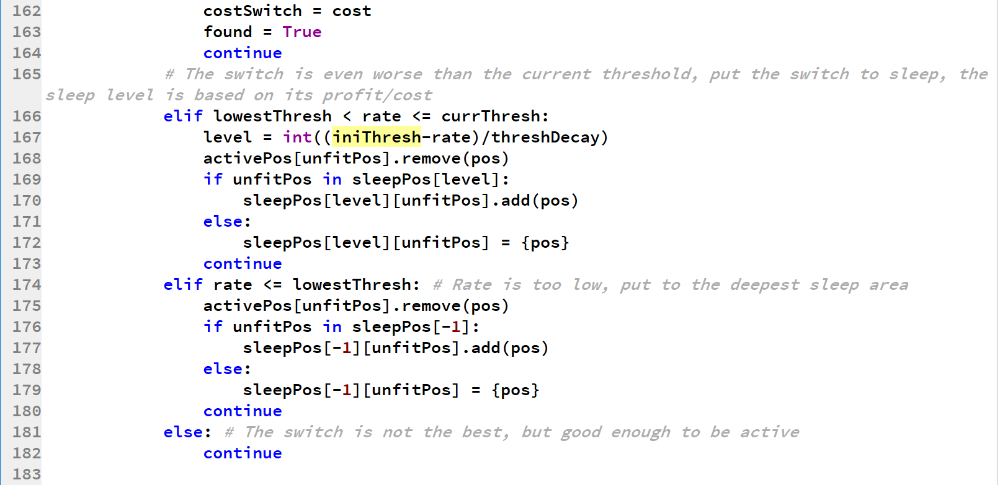 162                 costSwitch = cost
163                 found = True
164                 continue
165             # The switch is even worse than the current threshold, put the switch to sleep, the
sleep level is based on its profit/cost
166             elif lowestThresh < rate <= currThresh:
167                 level = int((iniThresh-rate)/threshDecay)
168                 activePos[unfitPos].remove(pos)
169                 if unfitPos in sleepPos[level]:
170                     sleepPos[level][unfitPos].add(pos)
171                 else:
172                     sleepPos[level][unfitPos] = {pos}
173                 continue
174             elif rate <= lowestThresh: # Rate is too low, put to the deepest sleep area
175                 activePos[unfitPos].remove(pos)
176                 if unfitPos in sleepPos[-1]:
177                     sleepPos[-1][unfitPos].add(pos)
178                 else:
179                     sleepPos[-1][unfitPos] = {pos}
180                 continue
181             else: # The switch is not the best, but good enough to be active
182                 continue
183